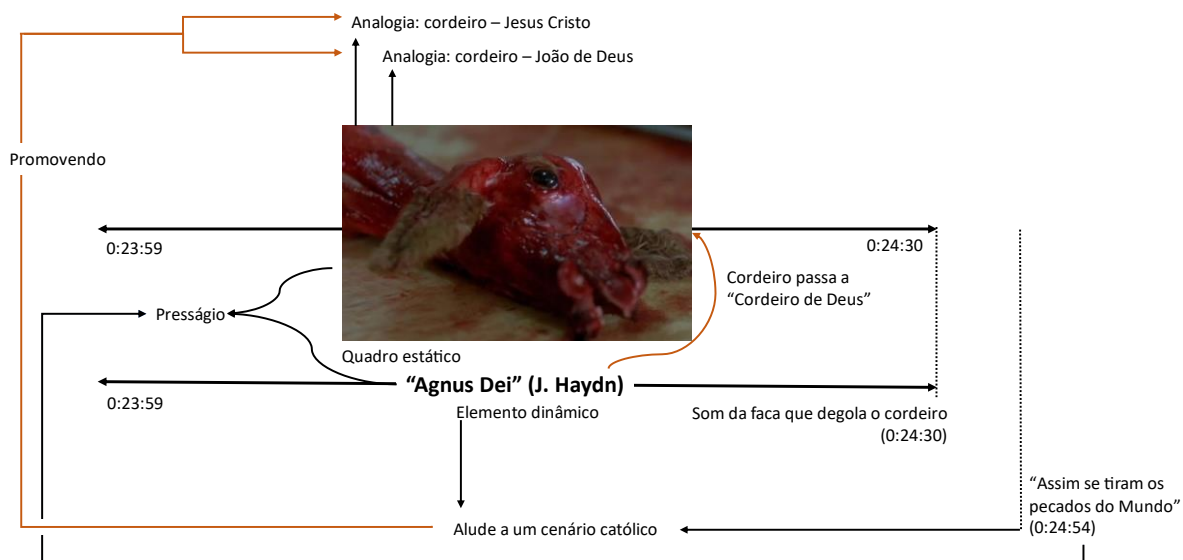 Analogia: cordeiro – Jesus Cristo
Analogia: cordeiro – João de Deus
Promovendo
0:23:59
0:24:30
Cordeiro passa a
“Cordeiro de Deus”
Presságio
Quadro estático
“Agnus Dei” (J. Haydn)
0:23:59
Elemento dinâmico
Som da faca que degola o cordeiro
(0:24:30)
“Assim se tiram os
pecados do Mundo”
(0:24:54)
Alude a um cenário católico